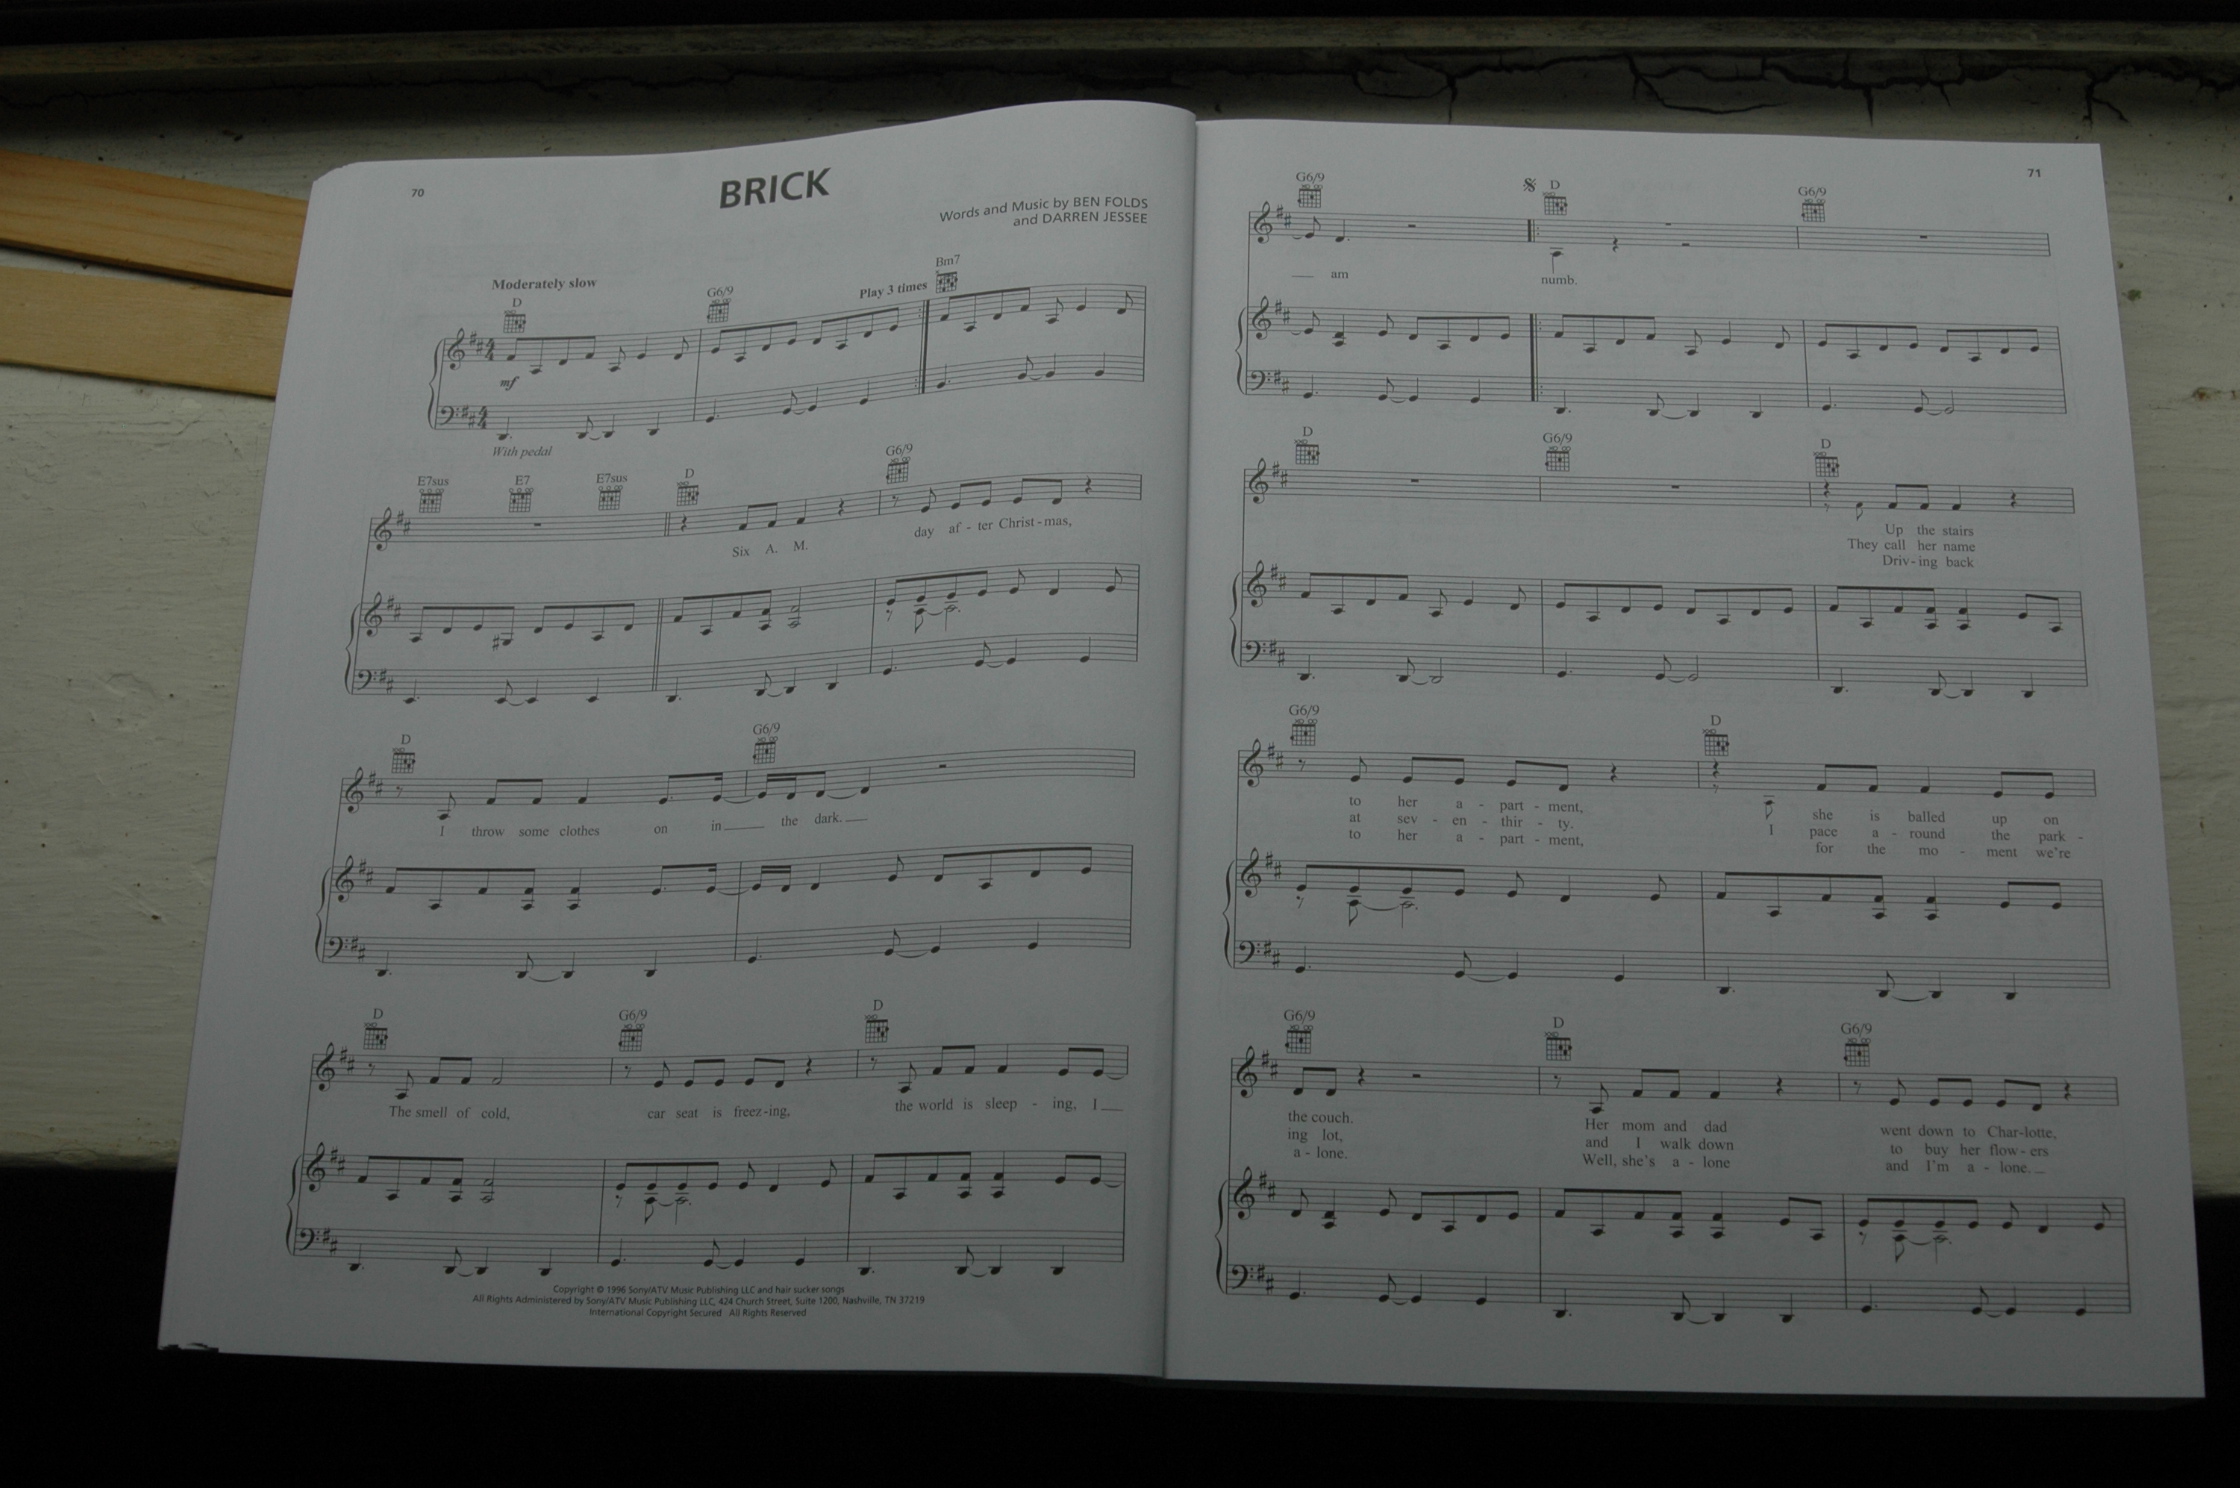 70
BRICK
Words and Music by BEN FOLDS
and DARREN JESSEE
Moderately slow
D G6/9 Play 3 times Bm7
mf
With pedal
E7sus E7 E7sus D G6/9
Six A. M. day af - ter Christ - mas,
D G6/9
I throw some clothes on in the dark.
D G6/9 D
The smell of cold, car seat is freez - ing, the world is sleep - ing, I
Copyright © 1996 Sony/ATV Music Publishing LLC and hair sucker songs
All Rights Administered by Sony/ATV Music Publishing LLC, 424 Church Street, Suite 1200, Nashville, TN 37219
International Copyright Secured All Rights Reserved
71
G6/9 D G6/9
am numb.
D G6/9 D
Up the stairs
They call her name
Driv - ing back
G6/9 D
to her a - part - ment, she is balled up on
at sev - en - thir - ty. I pace a - round the park -
to her a - part - ment, for the mo - ment we're
G6/9 D G6/9
the couch. Her mom and dad went down to Char - lotte,
ing lot, and I walk down to buy her flow - ers
a - lone. Well, she's a - lone and I'm a - lone.